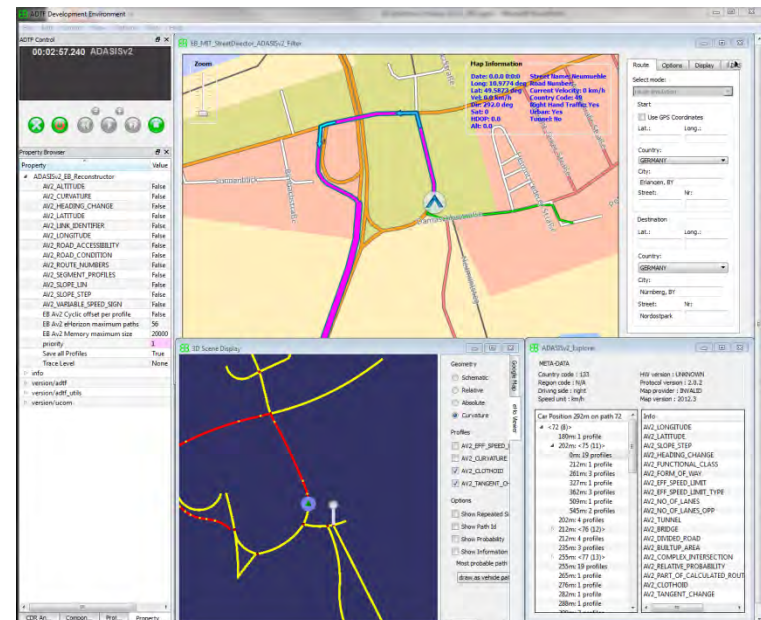 ADTF Development Environment
ADTF Control
00:02:57.240 ADASISv2
Property Browser
Property Value
ADASISv2_EB_Reconstructor
AV2_ALTITUDE False
AV2_CURVATURE False
AV2_HEADING_CHANGE False
AV2_LATITUDE False
AV2_LINK_IDENTIFIER False
AV2_LONGITUDE False
AV2_ROAD_ACCESSIBILITY False
AV2_ROAD_CONDITION False
AV2_ROUTE_NUMBERS False
AV2_SEGMENT_PROFILES False
AV2_SLOPE_LIN False
AV2_SLOPE_STEP False
AV2_VARIABLE_SPEED_SIGN False
EB Av2 Cyclic offset per profile False
EB Av2 eHorizon maximum paths 56
EB Av2 Memory maximum size 20000
priority 1
Save all Profiles True
Trace Level None
info
version/adtf
version/adtf_utils
version/ucom
CDR An... Compon... Prot... Property
EB_MIT_StreetDirector_ADASISv2_Filter
Zoom
Map Information
Date: 0.0.0 0:0:0 Street Name: Neumuehle
Long: 10.9774 deg Road Number:
Lat: 49.5873 deg Current Velocity: 0 km/h
Vel: 0.0 km/h Country Code: 49
Dir: 292.0 deg Right Hand Traffic: Yes
Sat: 0 Urban: Yes
HDOP: 0.0 Tunnel: No
Alt: 0.0
Route Options Display
Select mode:
Start
Use GPS Coordinates
Lat.: Long.:
Country:
GERMANY
City:
Erlangen, BY
Street: Nr:
Destination
Lat.: Long.:
Country:
GERMANY
City:
Nürnberg, BY
Street: Nr:
Nordostpark
3D Scene Display
Geometry
Schematic
Relative
Absolute
Curvature
Profiles
AV2_EFF_SPEED_L
AV2_CURVATURE
AV2_CLOTHOID
AV2_TANGENT_CH
Options
Show Repeated S
Show Path Id
Show Probability
Show Information
Most probable path
draw as vehicle pat
Google Map
Viewer
ADASISv2_Explorer
META-DATA
Country code : 133 HW version : UNKNOWN
Region code : N/A Protocol version : 2.0.2
Driving side : right Map provider : INVALID
Speed unit : km/h Map version : 2012.3
Car Position 292m on path 72
<72 (8)>
180m: 1 profile
202m: <75 (11)>
0m: 19 profiles
212m: 1 profile
261m: 3 profiles
327m: 1 profile
362m: 3 profiles
509m: 1 profile
545m: 2 profiles
202m: 4 profiles
212m: <76 (12)>
212m: 4 profiles
235m: 3 profiles
255m: <77 (13)>
255m: 19 profiles
265m: 1 profile
276m: 1 profile
282m: 1 profile
288m: 1 profile
Info
AV2_LONGITUDE
AV2_LATITUDE
AV2_SLOPE_STEP
AV2_HEADING_CHANGE
AV2_FUNCTIONAL_CLASS
AV2_FORM_OF_WAY
AV2_EFF_SPEED_LIMIT
AV2_EFF_SPEED_LIMIT_TYPE
AV2_NO_OF_LANES
AV2_NO_OF_LANES_OPP
AV2_TUNNEL
AV2_BRIDGE
AV2_DIVIDED_ROAD
AV2_BUILTUP_AREA
AV2_COMPLEX_INTERSECTION
AV2_RELATIVE_PROBABILITY
AV2_PART_OF_CALCULATED_ROUT
AV2_CLOTHOID
AV2_TANGENT_CHANGE